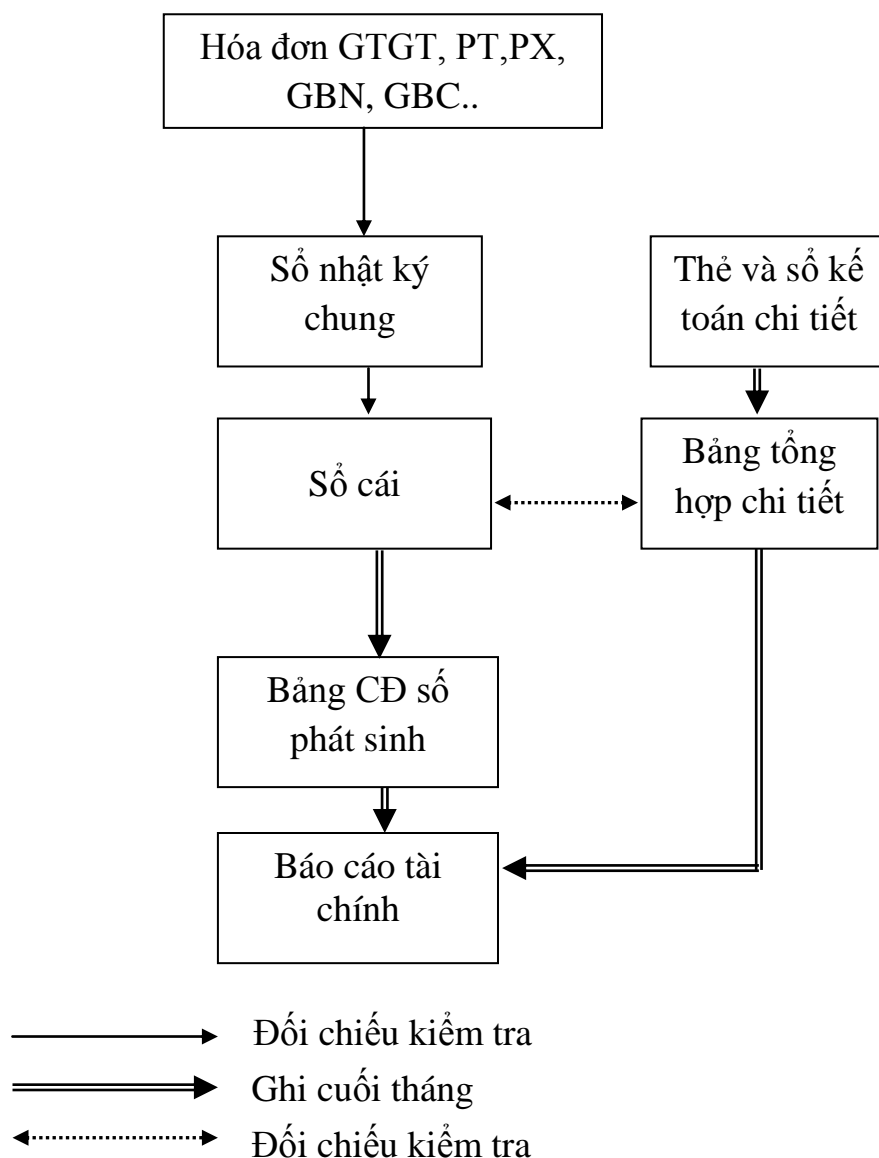 Hóa đơn GTGT, PT,PX,
GBN, GBC..
Sổ nhật ký
chung
Thẻ và sổ kế
toán chi tiết
Sổ cái
Bảng tổng
hợp chi tiết
Bảng CĐ số
phát sinh
Báo cáo tài
chính
Đối chiếu kiểm tra
Ghi cuối tháng
Đối chiếu kiểm tra